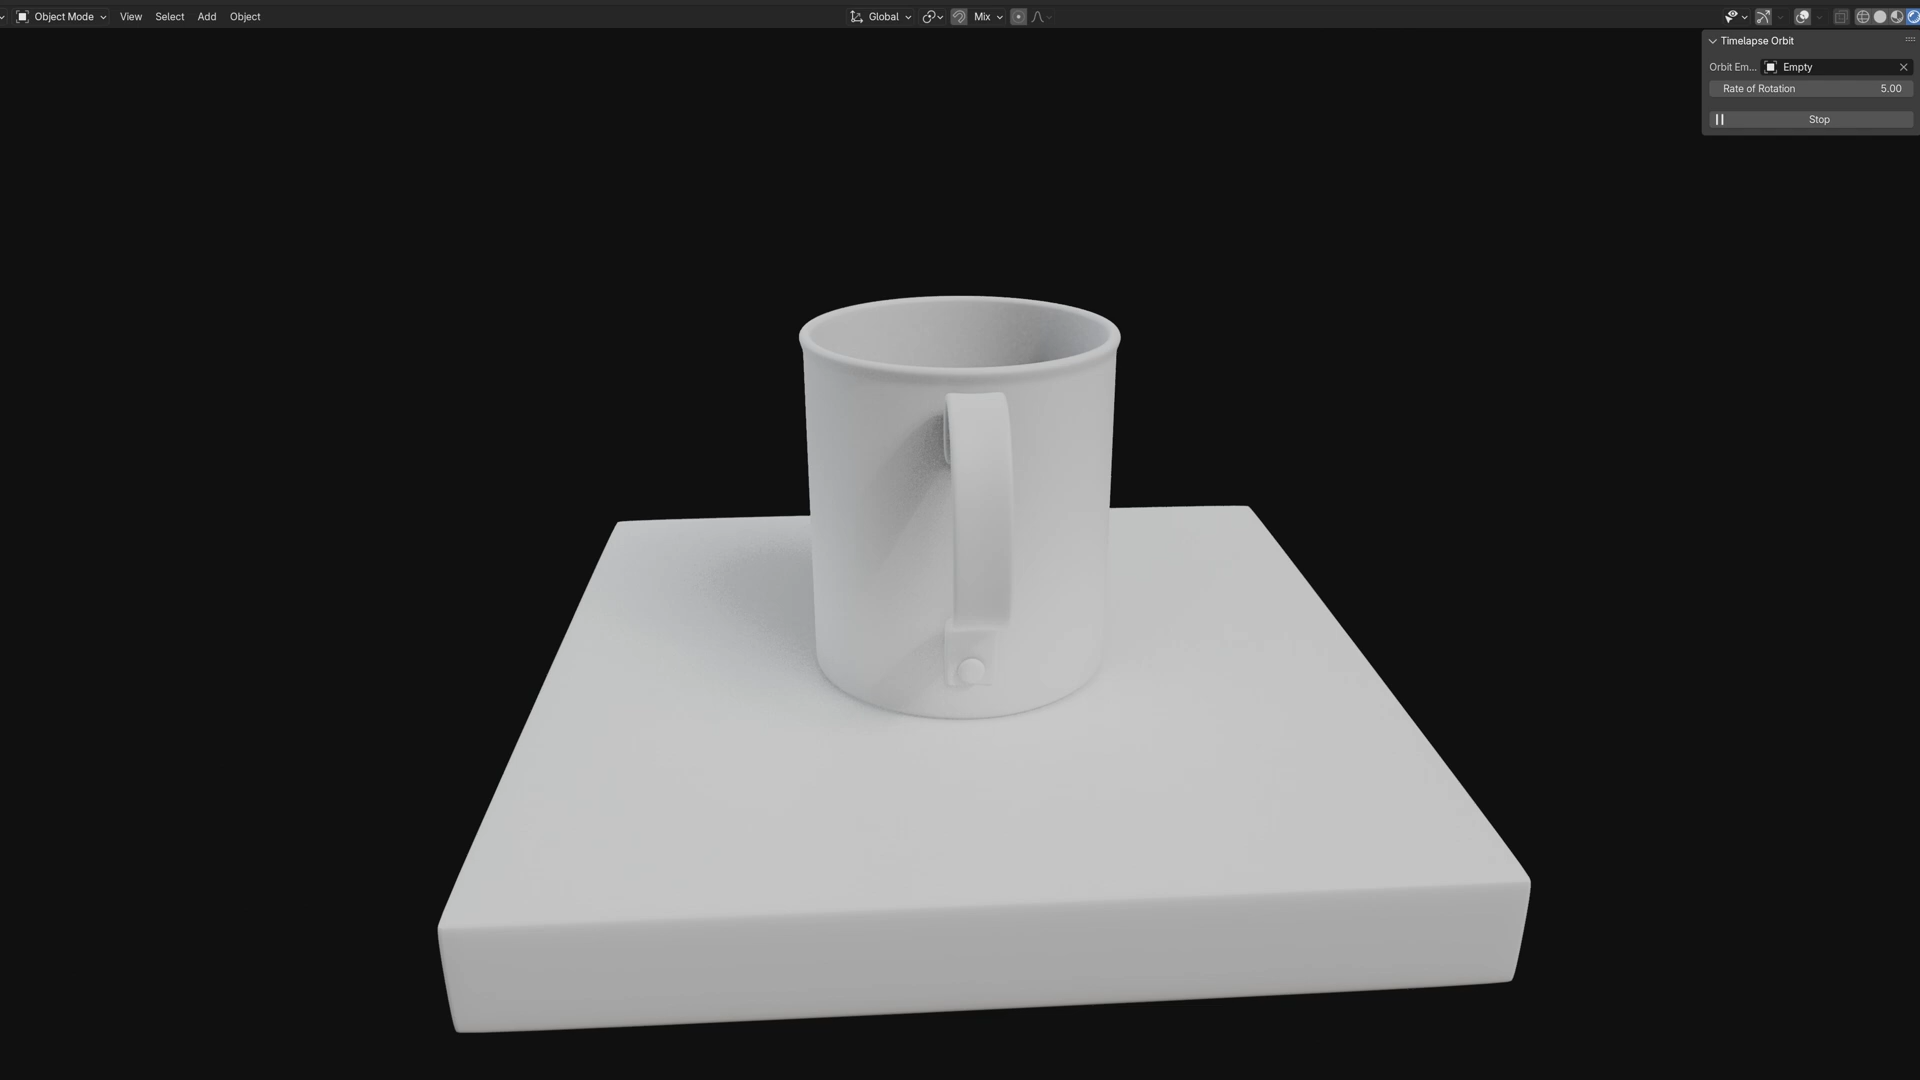 Object Mode View Select Add Object Global Mix
Timelapse Orbit
Orbit Em... Empty
Rate of Rotation 5.00
Stop